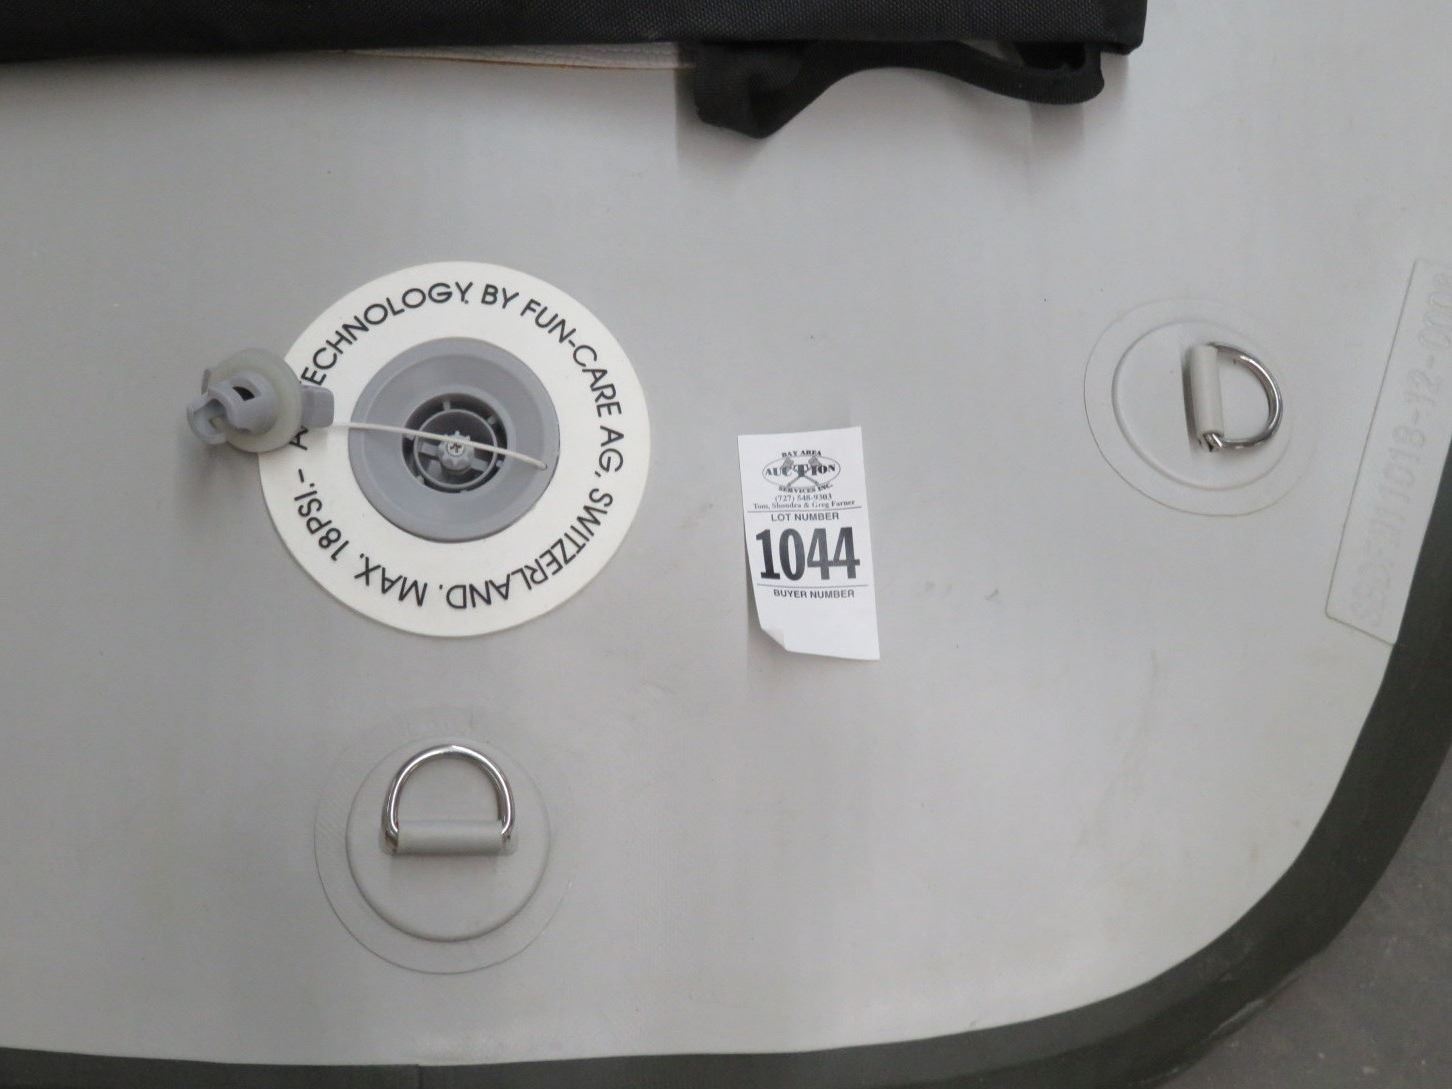 TECHNOLOGY. BY FUN-CARE AG, SWITZERLAND. MAX. 18PSI.–
BAY AREA
AUCTION
SERVICES INC.
(727) 548-9303
Tom, Shondra & Greg Farner
LOT NUMBER
1044
BUYER NUMBER